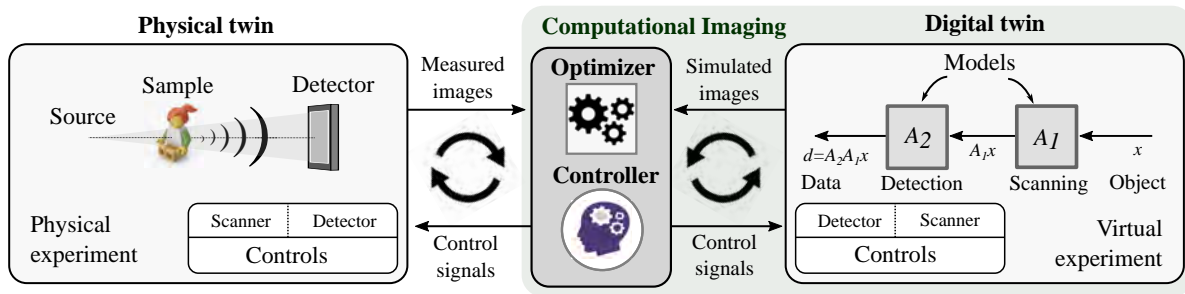 Physical twin
Source
Sample
Detector
Physical
experiment
Scanner
Detector
Controls
Measured
images
Control
signals
Computational Imaging
Optimizer
Controller
Simulated
images
Control
signals
Digital twin
Models
A2
A1
d=A2A1x
A1x
x
Data
Detection
Scanning
Object
Detector
Scanner
Controls
Virtual
experiment